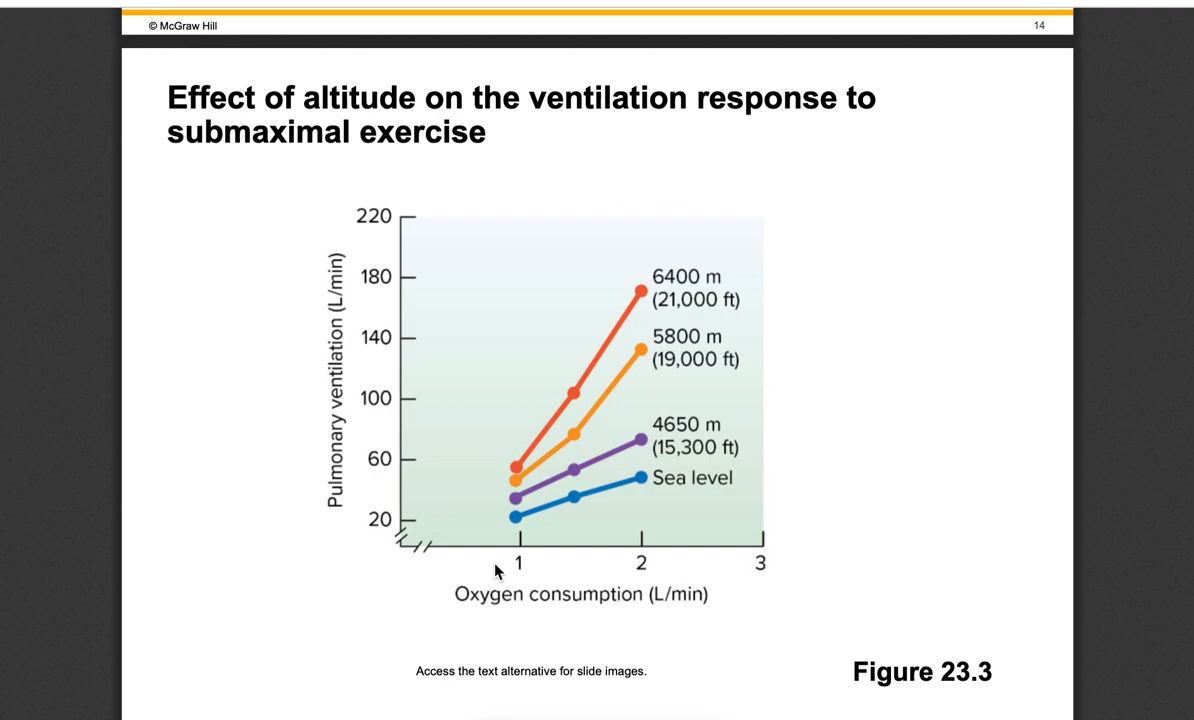 © McGraw Hill
14
Effect of altitude on the ventilation response to
submaximal exercise
220
180
140
100
60
20
Pulmonary ventilation (L/min)
6400 m
(21,000 ft)
5800 m
(19,000 ft)
4650 m
(15,300 ft)
Sea level
1
2
3
Oxygen consumption (L/min)
Access the text alternative for slide images.
Figure 23.3